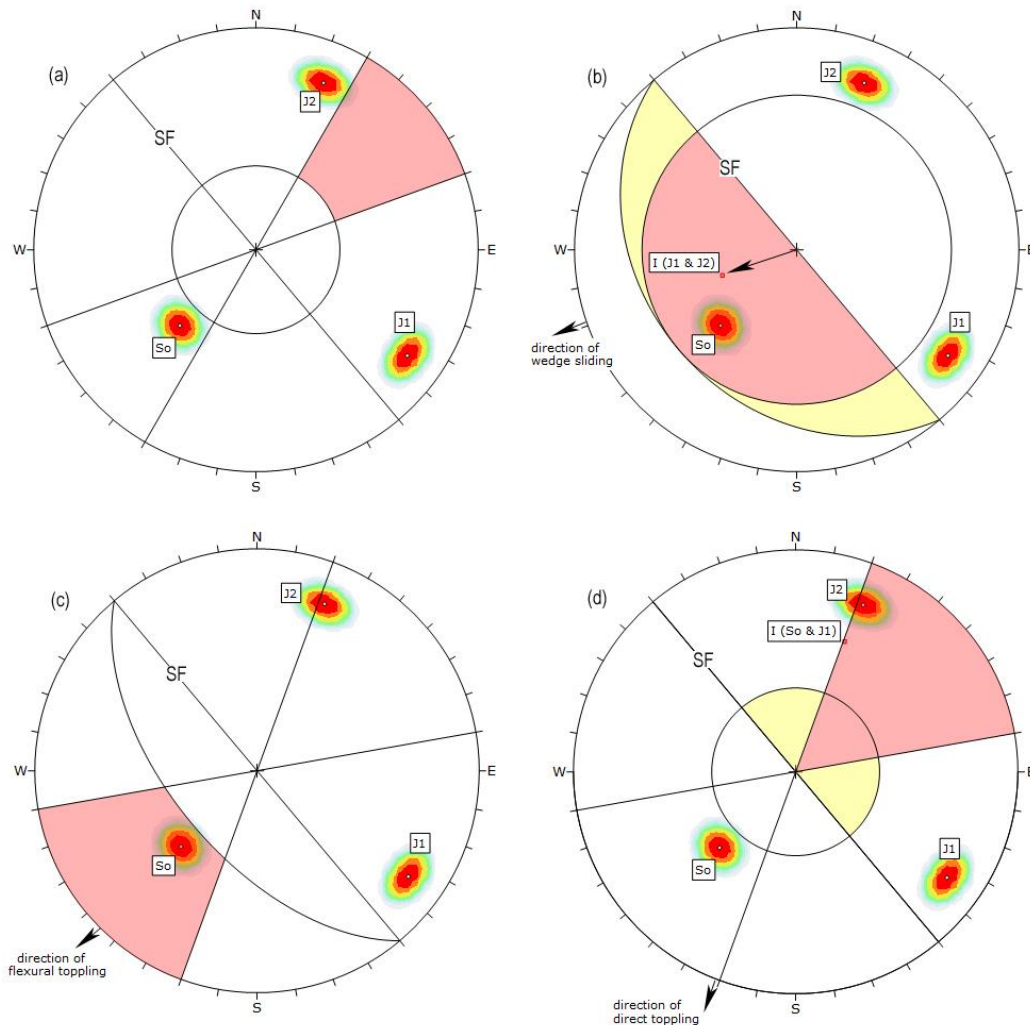 N
(a)
J2
SF
W
So
J1
S
N
(b)
J2
SF
W
E
I (J1 & J2)
So
J1
direction of
wedge sliding
S
N
(c)
J2
SF
W
E
So
J1
direction of
flexural toppling
S
N
(d)
J2
I (So & J1)
SF
W
E
So
J1
direction of
direct toppling
S
E